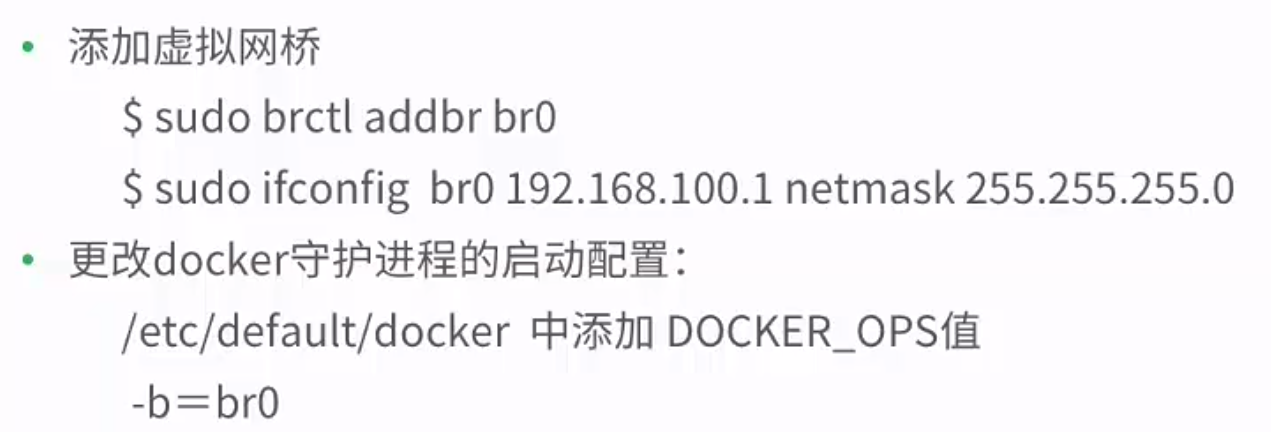 • 添加虚拟网桥
$ sudo brctl addbr br0
$ sudo ifconfig  br0 192.168.100.1 netmask 255.255.255.0
• 更改docker守护进程的启动配置：
/etc/default/docker  中添加 DOCKER_OPS值
-b＝br0